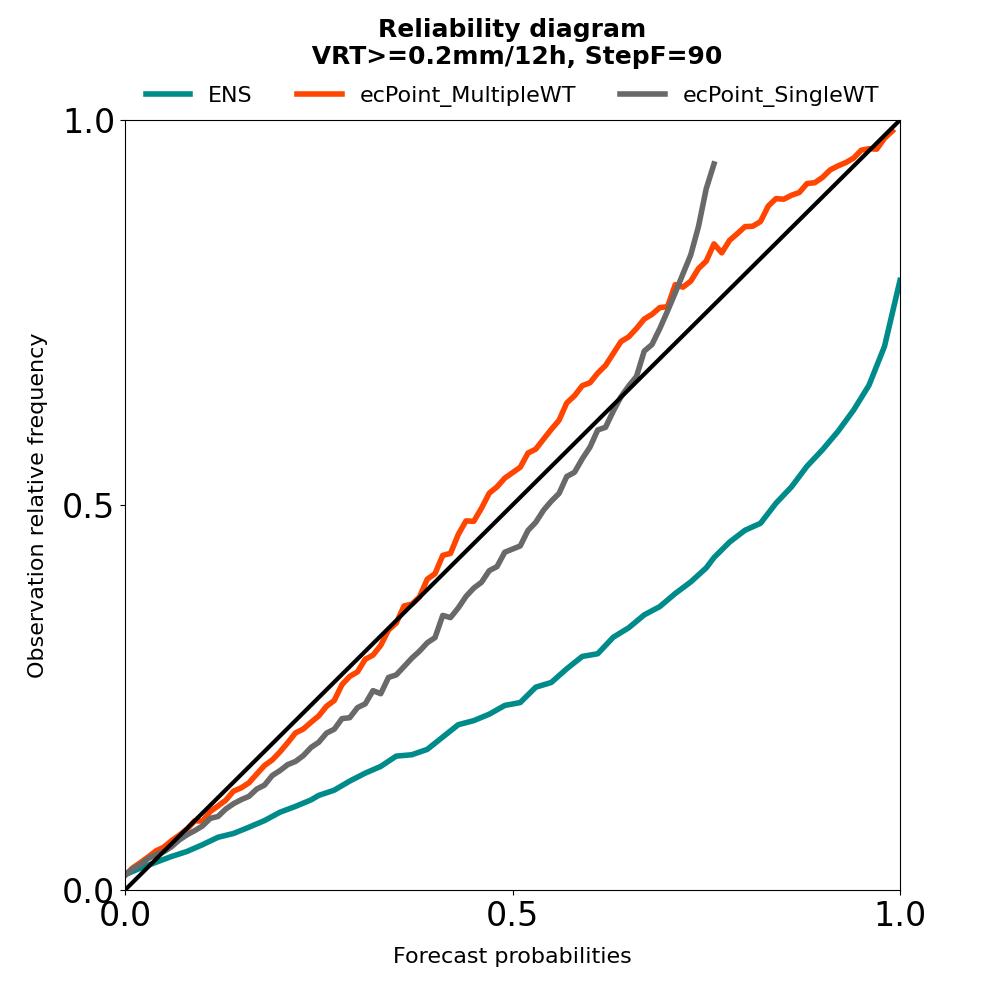 Reliability diagram
VRT>=0.2mm/12h, StepF=90
ENS ecPoint_MultipleWT ecPoint_SingleWT
1.0
0.5
0.0
Observation relative frequency
0.0 0.5 1.0
Forecast probabilities